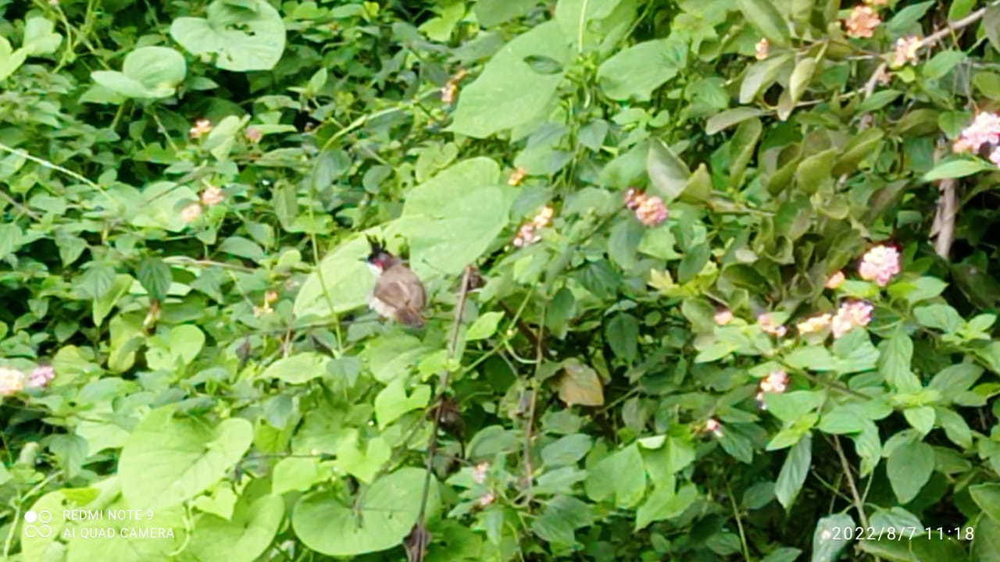 REDMI NOTE 9
AI QUAD CAMERA
2022/8/7 11:18